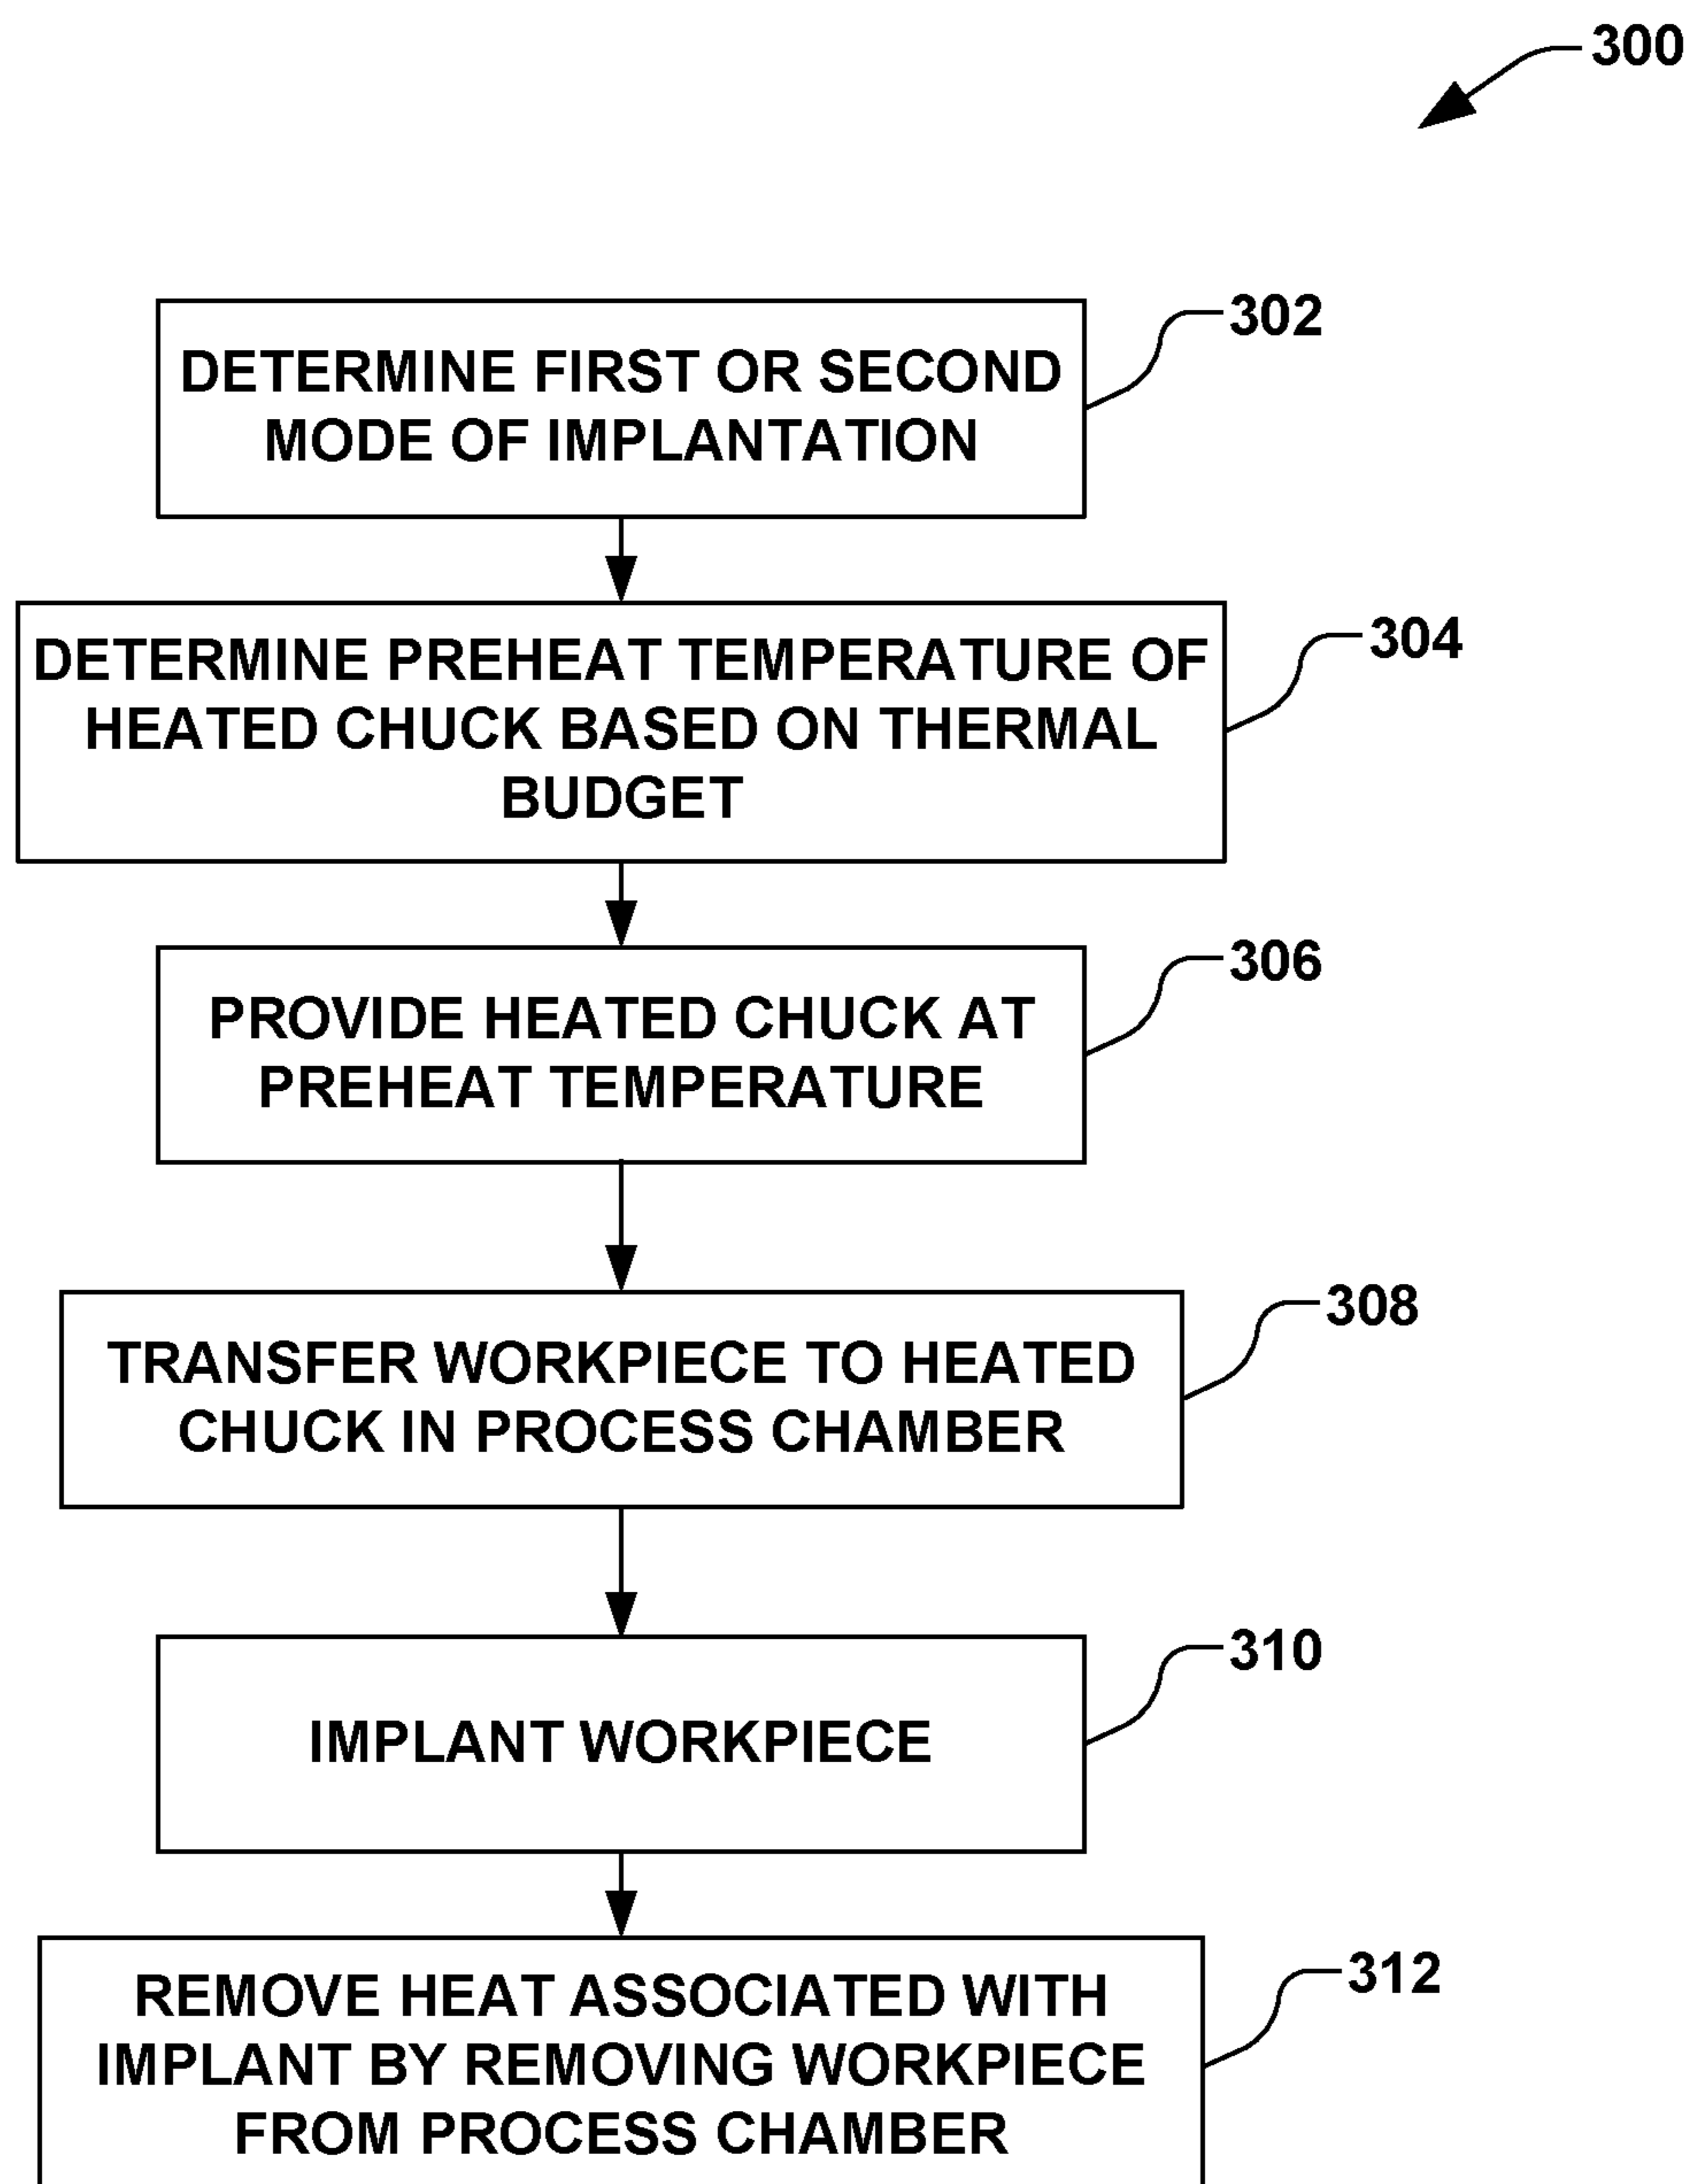 300
302
DETERMINE FIRST OR SECOND
MODE OF IMPLANTATION
304
DETERMINE PREHEAT TEMPERATURE OF
HEATED CHUCK BASED ON THERMAL
BUDGET
306
PROVIDE HEATED CHUCK AT
PREHEAT TEMPERATURE
308
TRANSFER WORKPIECE TO HEATED
CHUCK IN PROCESS CHAMBER
310
IMPLANT WORKPIECE
312
REMOVE HEAT ASSOCIATED WITH
IMPLANT BY REMOVING WORKPIECE
FROM PROCESS CHAMBER